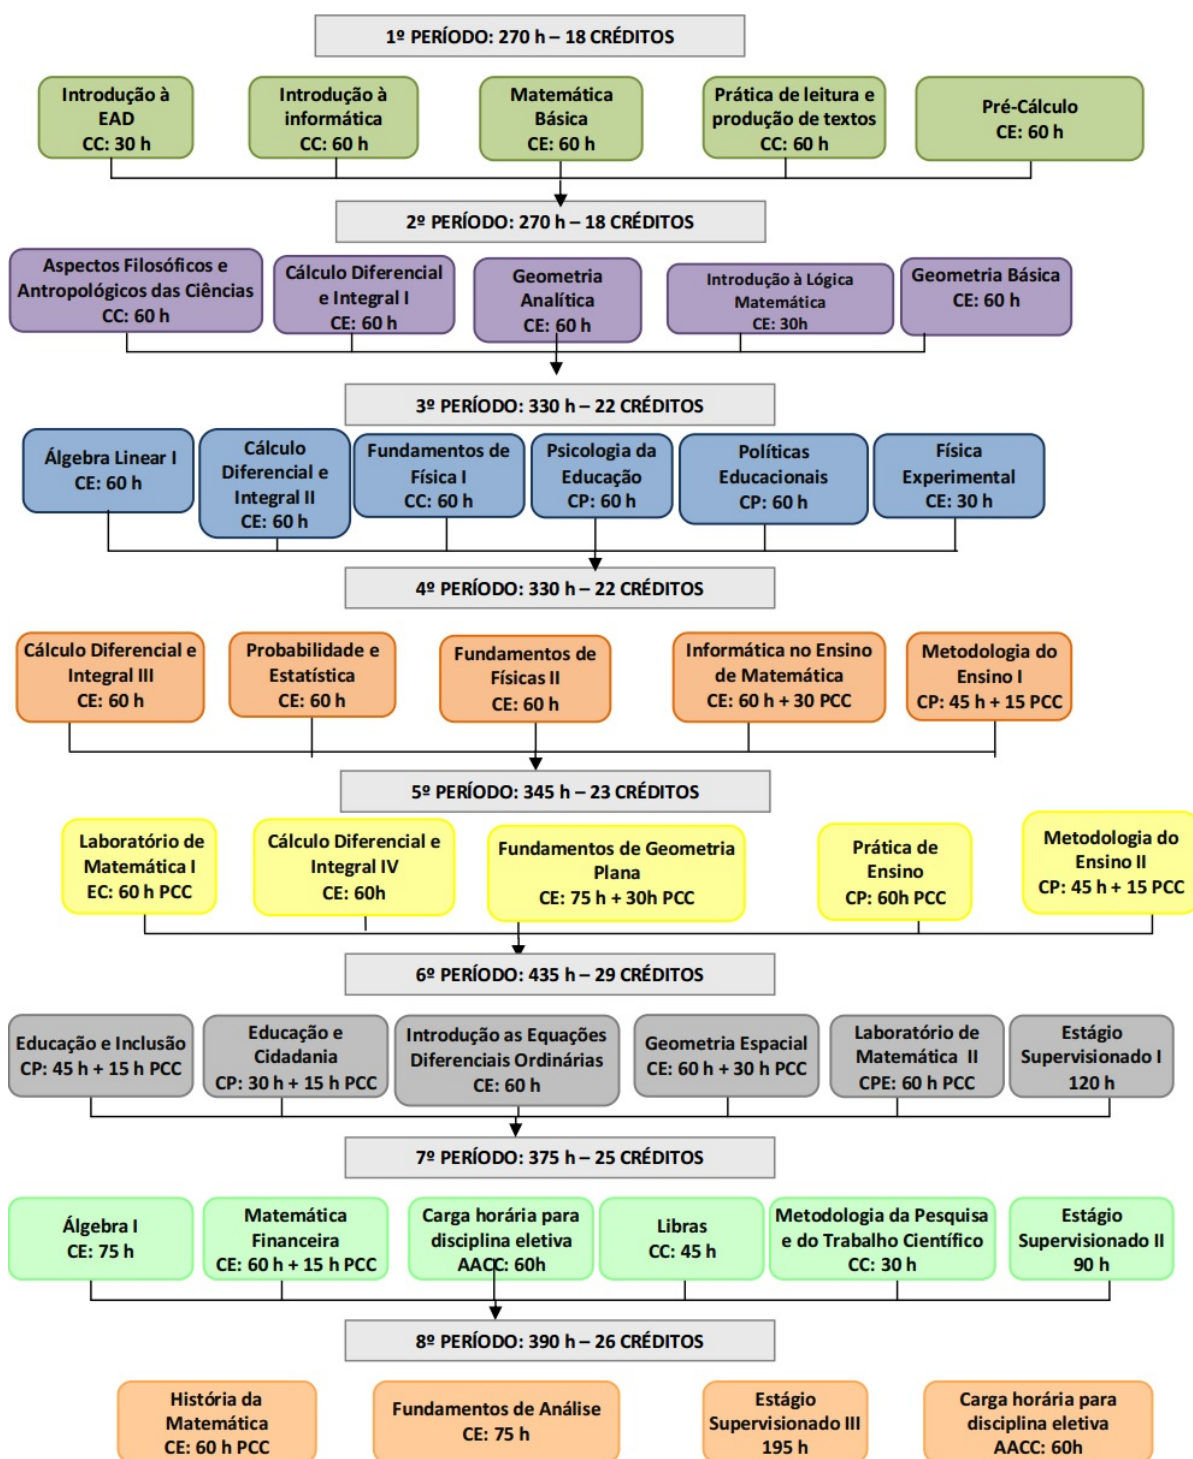 1º PERÍODO: 270 h – 18 CRÉDITOS
Introdução à
EAD
CC: 30 h
Introdução à
informática
CC: 60 h
Matemática
Básica
CE: 60 h
Prática de leitura e
produção de textos
CC: 60 h
Pré-Cálculo
CE: 60 h
2º PERÍODO: 270 h – 18 CRÉDITOS
Aspectos Filosóficos e
Antropológicos das Ciências
CC: 60 h
Cálculo Diferencial
e Integral I
CE: 60 h
Geometria
Analítica
CE: 60 h
Introdução à Lógica
Matemática
CE: 30h
Geometria Básica
CE: 60 h
3º PERÍODO: 330 h – 22 CRÉDITOS
Álgebra Linear I
CE: 60 h
Cálculo
Diferencial e
Integral II
CE: 60 h
Fundamentos de
Física I
CC: 60 h
Psicologia da
Educação
CP: 60 h
Políticas
Educacionais
CP: 60 h
Física
Experimental
CE: 30 h
4º PERÍODO: 330 h – 22 CRÉDITOS
Cálculo Diferencial e
Integral III
CE: 60 h
Probabilidade e
Estatística
CE: 60 h
Fundamentos de
Físicas II
CE: 60 h
Informática no Ensino
de Matemática
CE: 60 h + 30 PCC
Metodologia do
Ensino I
CP: 45 h + 15 PCC
5º PERÍODO: 345 h – 23 CRÉDITOS
Laboratório de
Matemática I
EC: 60 h PCC
Cálculo Diferencial e
Integral IV
CE: 60h
Fundamentos de Geometria
Plana
CE: 75 h + 30h PCC
Prática de
Ensino
CP: 60h PCC
Metodologia do
Ensino II
CP: 45 h + 15 PCC
6º PERÍODO: 435 h – 29 CRÉDITOS
Educação e Inclusão
CP: 45 h + 15 h PCC
Educação e
Cidadania
CP: 30 h + 15 h PCC
Introdução as Equações
Diferenciais Ordinárias
CE: 60 h
Geometria Espacial
CE: 60 h + 30 h PCC
Laboratório de
Matemática II
CPE: 60 h PCC
Estágio
Supervisionado I
120 h
7º PERÍODO: 375 h – 25 CRÉDITOS
Álgebra I
CE: 75 h
Matemática
Financeira
CE: 60 h + 15 h PCC
Carga horária para
disciplina eletiva
AACC: 60h
Libras
CC: 45 h
Metodologia da Pesquisa
e do Trabalho Científico
CC: 30 h
Estágio
Supervisionado II
90 h
8º PERÍODO: 390 h – 26 CRÉDITOS
História da
Matemática
CE: 60 h PCC
Fundamentos de Análise
CE: 75 h
Estágio
Supervisionado III
195 h
Carga horária para
disciplina eletiva
AACC: 60h